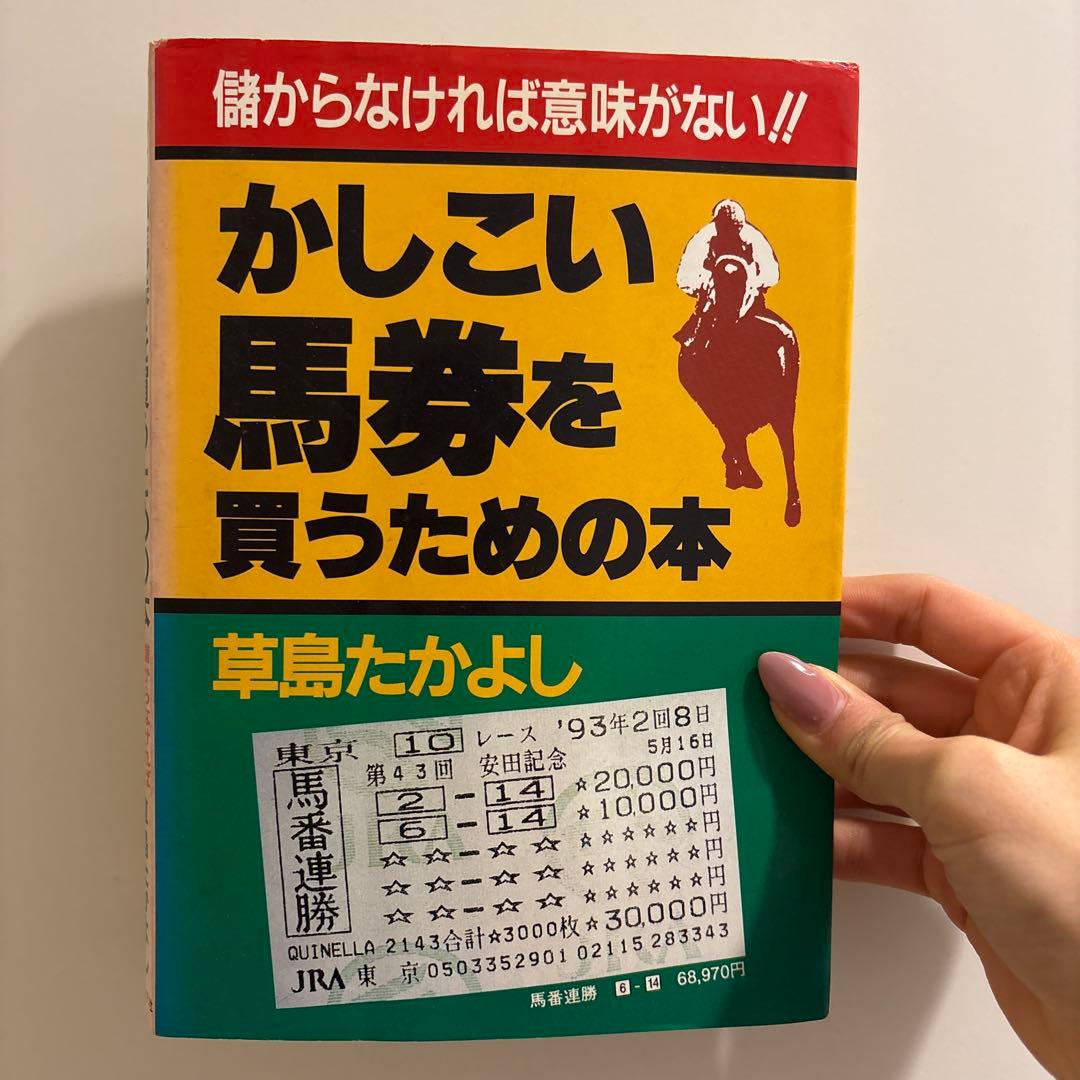 儲からなければ意味がない!!
かしこい
馬券を
買うための本
草島たかよし
東京 10 レース '93年2回8日
第43回 安田記念 5月16日
馬番連勝
2-14 ☆20,000円
6-14 ☆10,000円
☆☆-☆☆ ☆☆☆☆☆☆円
☆☆-☆☆ ☆☆☆☆☆☆円
☆☆-☆☆ ☆☆☆☆☆☆円
QUINELLA 2143合計☆3000枚☆30,000円
JRA 東京 0503352901 02115 283343
馬番連勝 6-14 68,970円